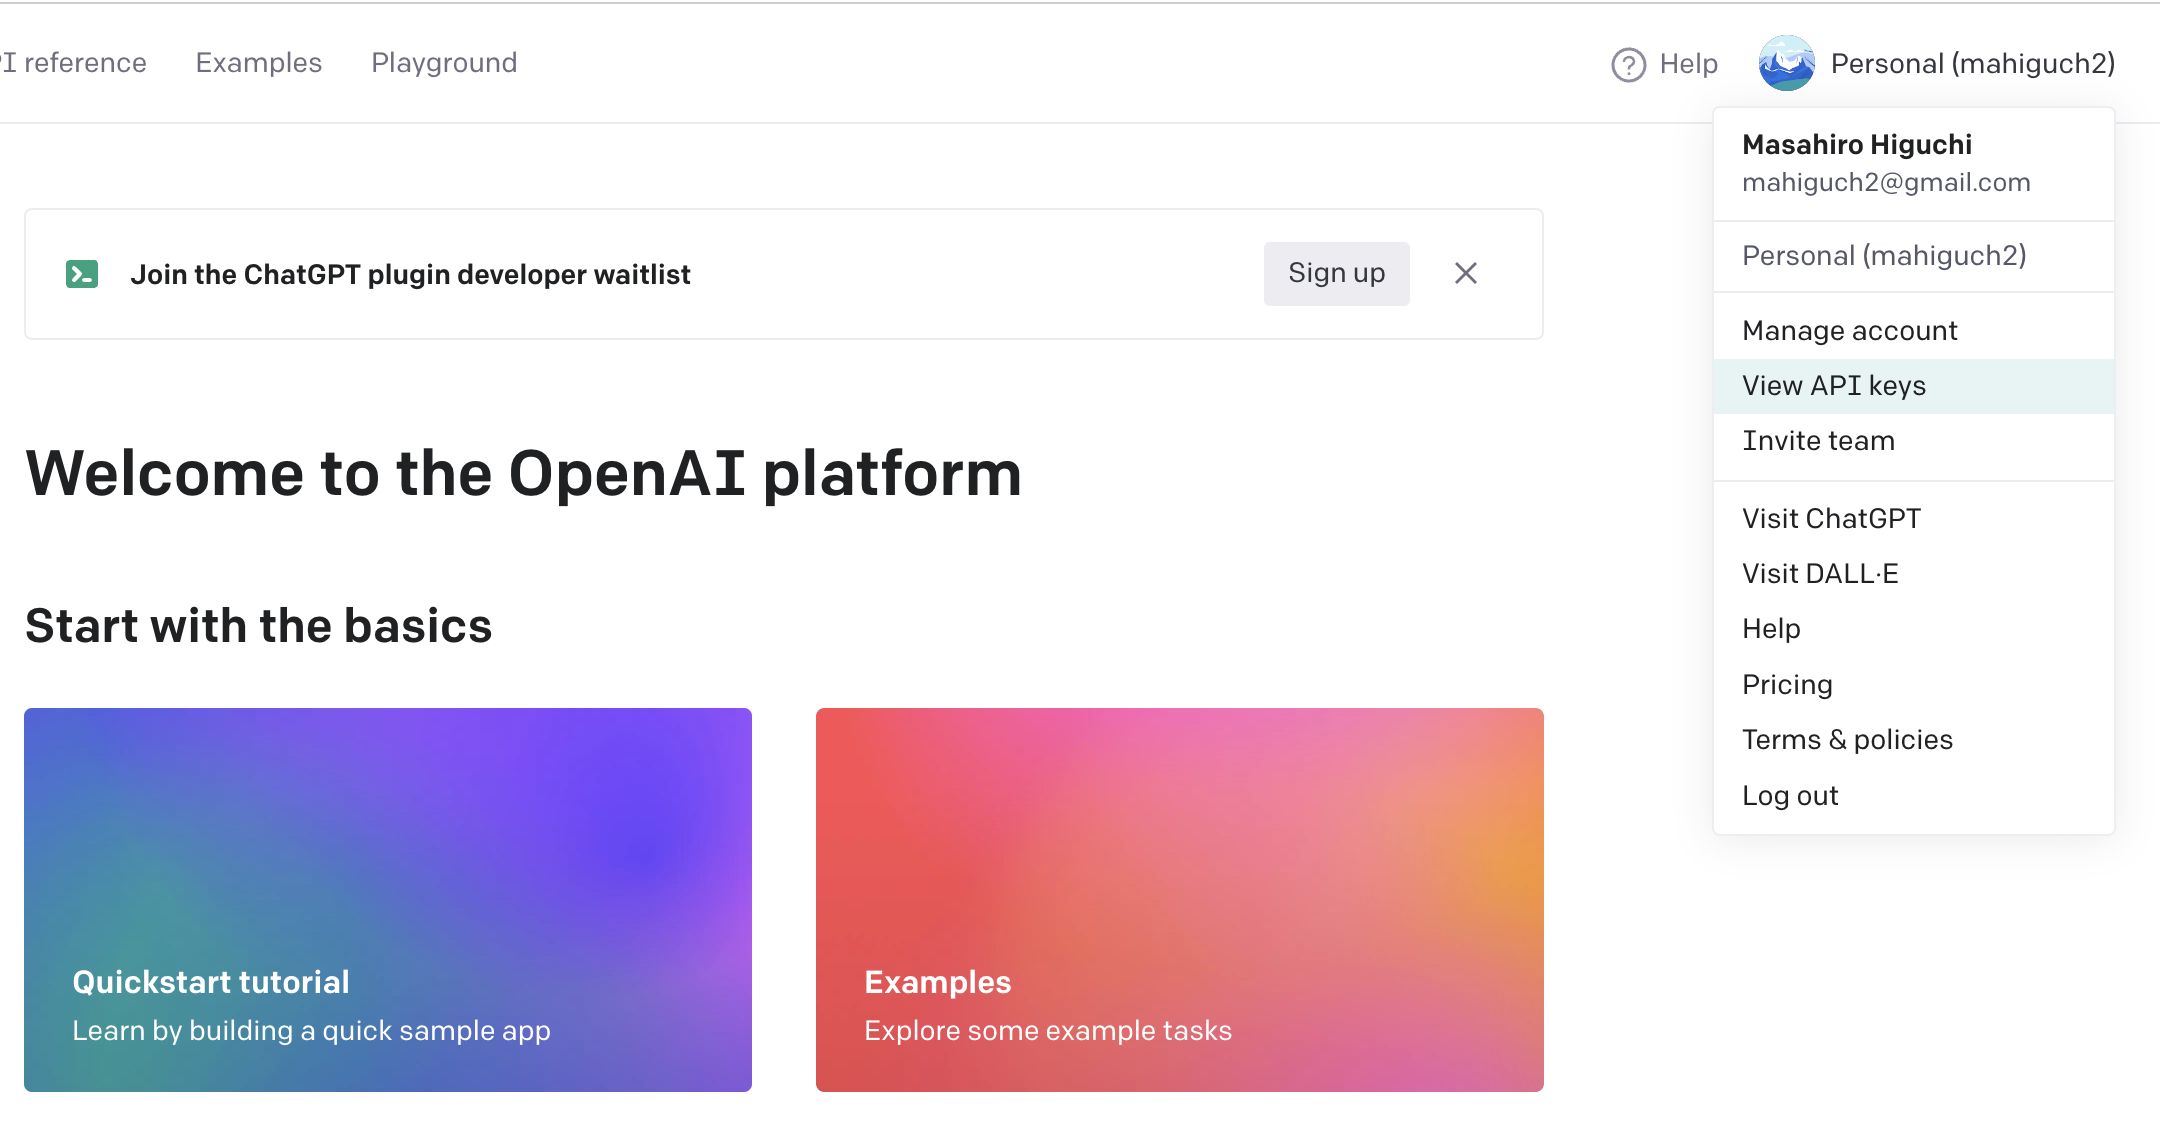 reference
Examples
Playground
Help
Personal (mahiguch2)
Masahiro Higuchi
mahiguch2@gmail.com
Personal (mahiguch2)
Manage account
View API keys
Invite team
Visit ChatGPT
Visit DALL·E
Help
Pricing
Terms & policies
Log out
Join the ChatGPT plugin developer waitlist
Sign up
Welcome to the OpenAI platform
Start with the basics
Quickstart tutorial
Learn by building a quick sample app
Examples
Explore some example tasks